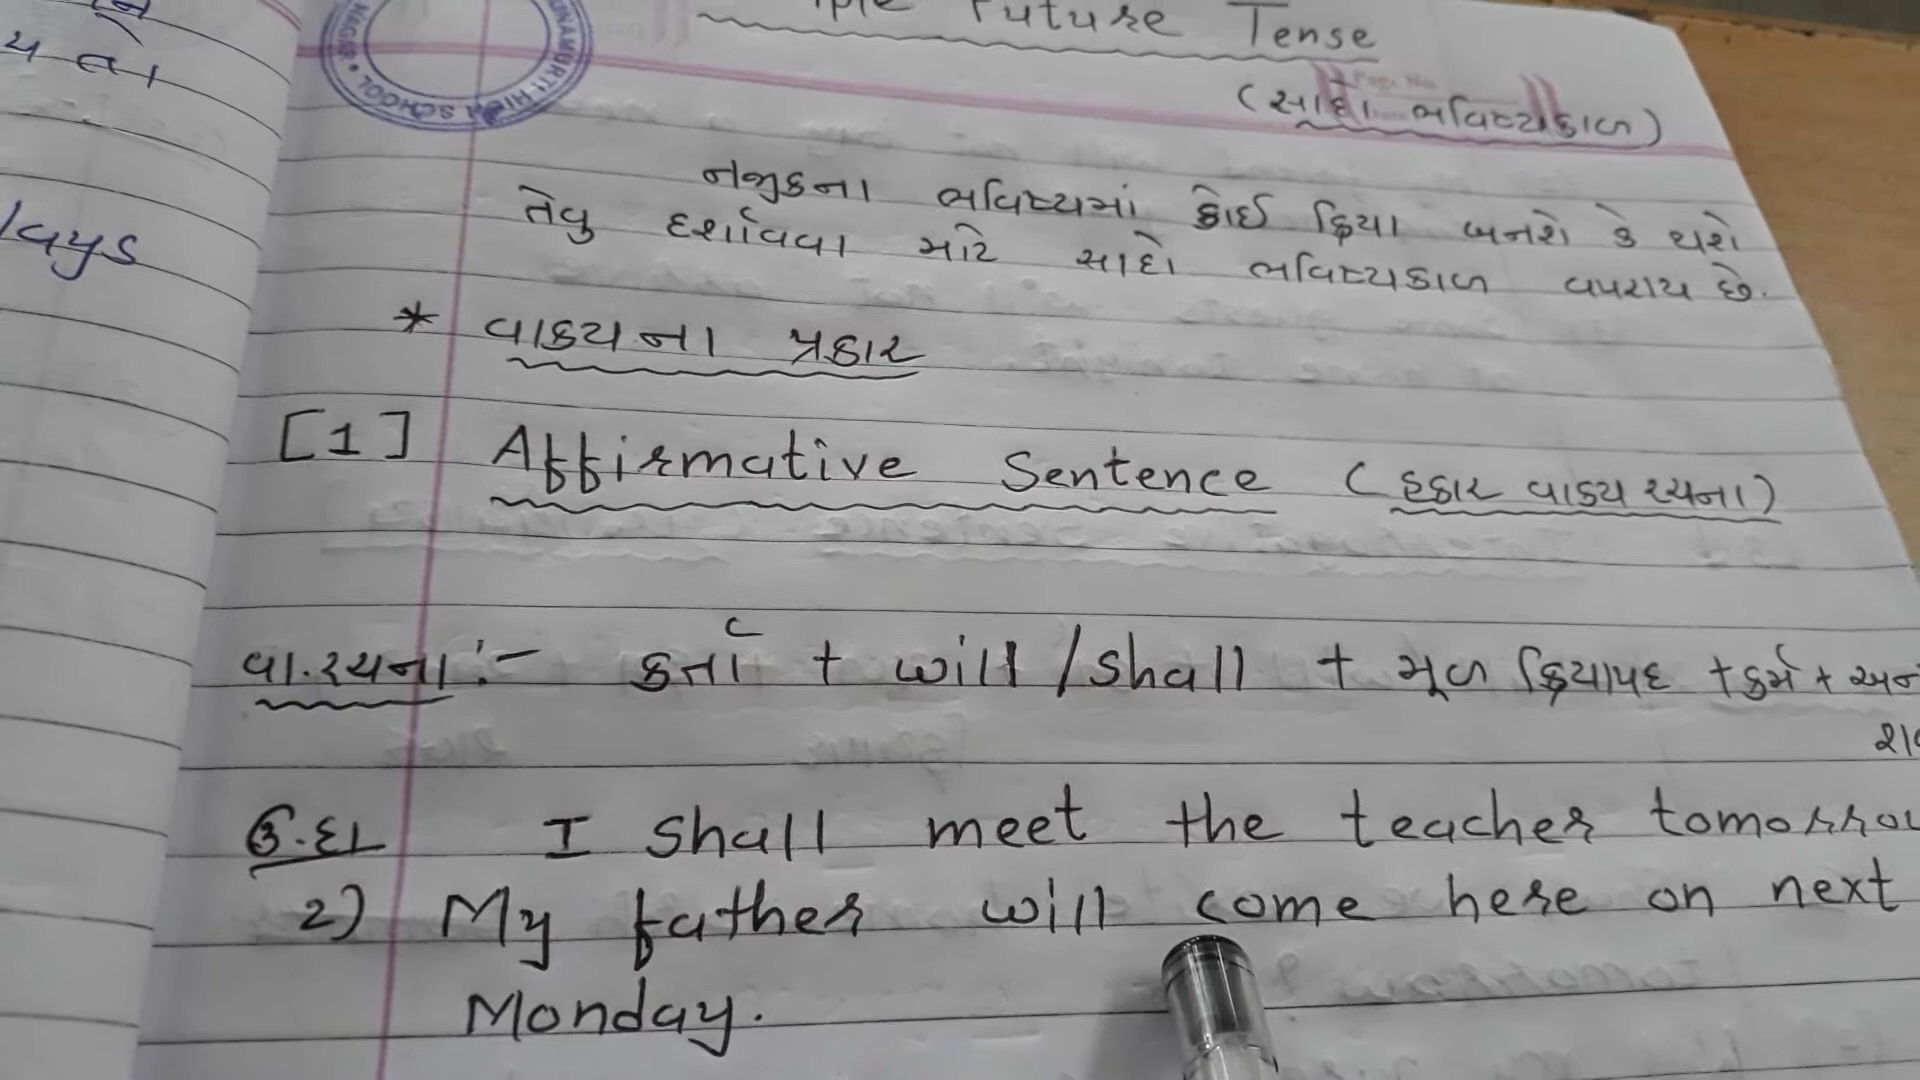 Future Tense
(સાદો ભવિષ્યકાળ)
નજીકના ભવિષ્યમાં કોઈ ક્રિયા બનશે કે થશે
તેવુ દર્શાવવા માટે સાદો ભવિષ્યકાળ વપરાય છે.
* વાક્યના પ્રકાર
[1] Affirmative Sentence (હકાર વાક્ય રચના)
વા.રચના :- કર્તા + will / shall + મૂળ ક્રિયાપદ + કર્મ +
ઉ.દા I shall meet the teacher
2) My father will come here on next
Monday.